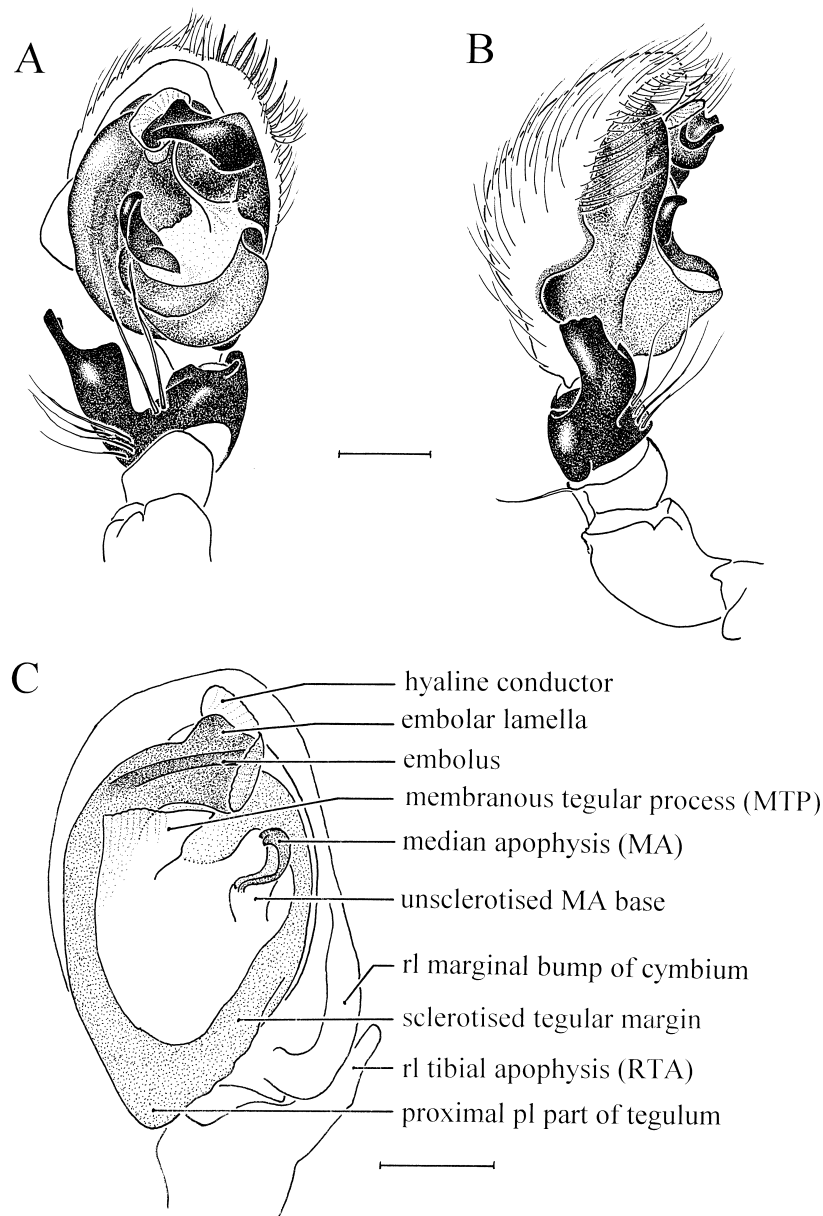 A
B
C
hyaline conductor
embolar lamella
embolus
membranous tegular process (MTP)
median apophysis (MA)
unsclerotised MA base
rl marginal bump of cymbium
sclerotised tegular margin
rl tibial apophysis (RTA)
proximal pl part of tegulum